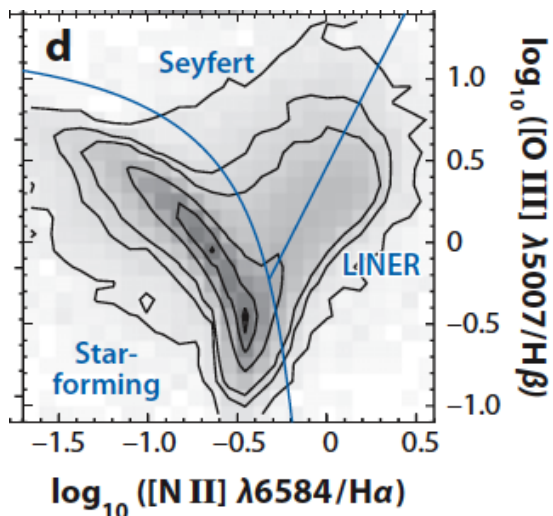 d
Seyfert
LINER
Star-
forming
1.0
0.5
0
−0.5
−1.0
log₁₀ ([O III] λ5007/Hβ)
−1.5 −1.0 −0.5 0.0 0.5
log₁₀ ([N II] λ6584/Hα)